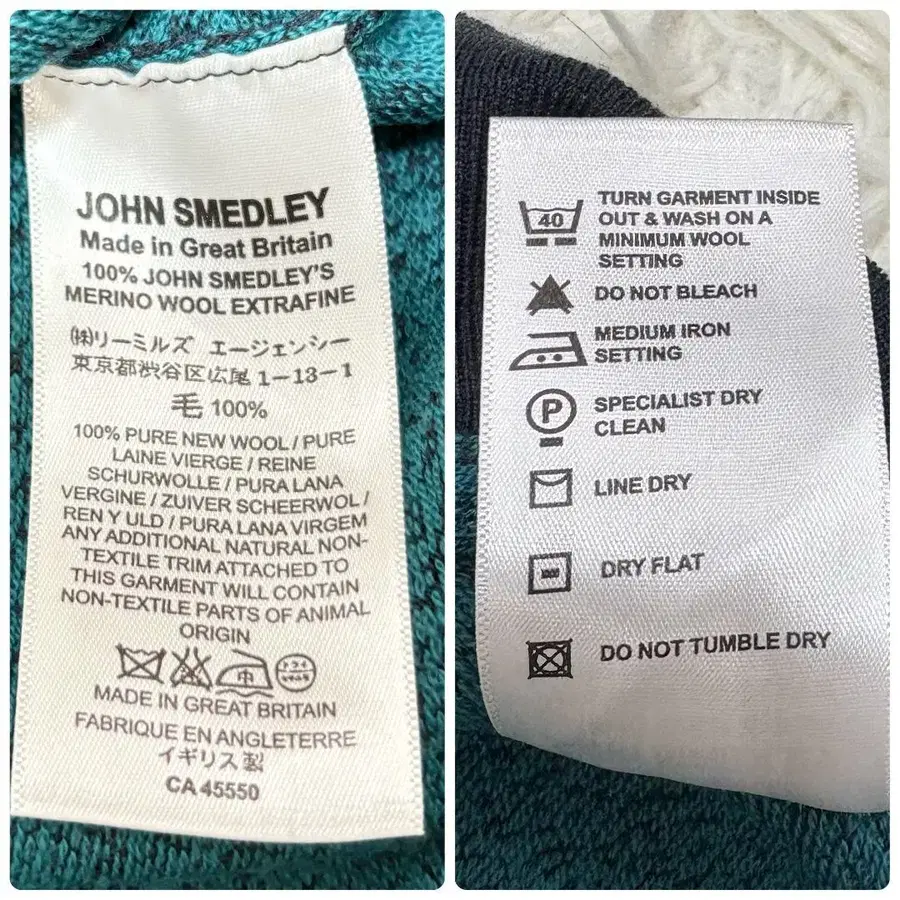 JOHN SMEDLEY
Made in Great Britain
100% JOHN SMEDLEY'S
MERINO WOOL EXTRAFINE
㈱リーミルズ エージェンシー
東京都渋谷区広尾1-13-1
毛 100%
100% PURE NEW WOOL / PURE
LAINE VIERGE / REINE
SCHURWOLLE / PURA LANA
VERGINE / ZUIVER SCHEERWOL /
REN Y ULD / PURA LANA VIRGEM
ANY ADDITIONAL NATURAL NON-
TEXTILE TRIM ATTACHED TO
THIS GARMENT WILL CONTAIN
NON-TEXTILE PARTS OF ANIMAL
ORIGIN
中 ドライ
MADE IN GREAT BRITAIN
FABRIQUE EN ANGLETERRE
イギリス製
CA 45550
40 TURN GARMENT INSIDE
OUT & WASH ON A
MINIMUM WOOL
SETTING
DO NOT BLEACH
MEDIUM IRON
SETTING
P SPECIALIST DRY
CLEAN
LINE DRY
DRY FLAT
DO NOT TUMBLE DRY